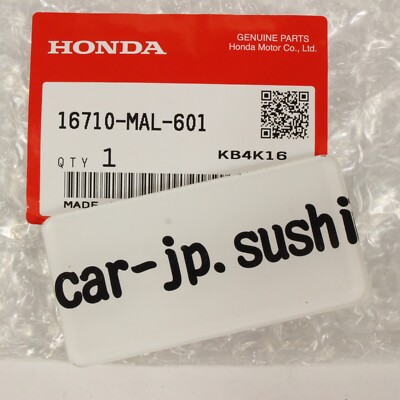 HONDA
GENUINE PARTS
Honda Motor Co., Ltd.
16710-MAL-601
QTY 1
KB4K16
MADE
car-jp.sushi